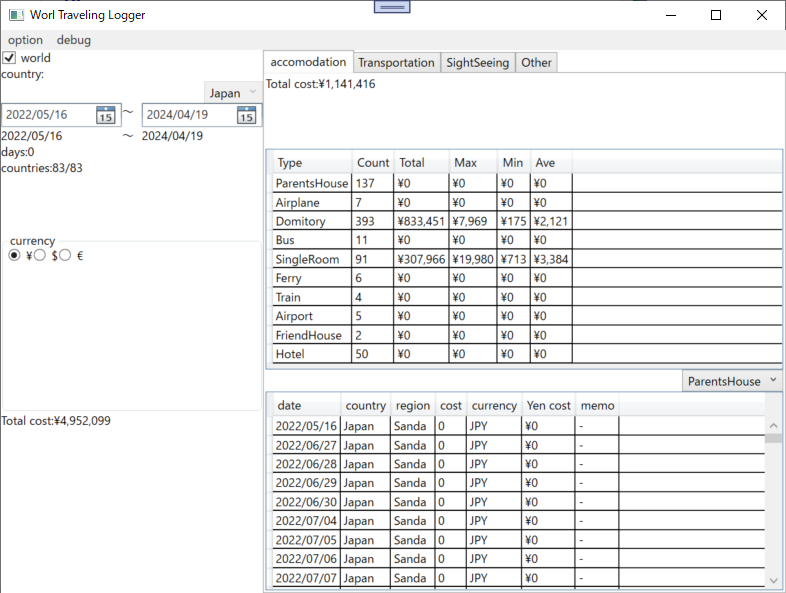 Worl Traveling Logger
option debug
world
country:
Japan
2022/05/16 15 ～ 2024/04/19 15
2022/05/16 ～ 2024/04/19
days:0
countries:83/83
currency
¥ $ €
Total cost:¥4,952,099
accomodation Transportation SightSeeing Other
Total cost:¥1,141,416
Type Count Total Max Min Ave
ParentsHouse 137 ¥0 ¥0 ¥0 ¥0
Airplane 7 ¥0 ¥0 ¥0 ¥0
Domitory 393 ¥833,451 ¥7,969 ¥175 ¥2,121
Bus 11 ¥0 ¥0 ¥0 ¥0
SingleRoom 91 ¥307,966 ¥19,980 ¥713 ¥3,384
Ferry 6 ¥0 ¥0 ¥0 ¥0
Train 4 ¥0 ¥0 ¥0 ¥0
Airport 5 ¥0 ¥0 ¥0 ¥0
FriendHouse 2 ¥0 ¥0 ¥0 ¥0
Hotel 50 ¥0 ¥0 ¥0 ¥0
ParentsHouse
date country region cost currency Yen cost memo
2022/05/16 Japan Sanda 0 JPY ¥0 -
2022/06/27 Japan Sanda 0 JPY ¥0 -
2022/06/28 Japan Sanda 0 JPY ¥0 -
2022/06/29 Japan Sanda 0 JPY ¥0 -
2022/06/30 Japan Sanda 0 JPY ¥0 -
2022/07/04 Japan Sanda 0 JPY ¥0 -
2022/07/05 Japan Sanda 0 JPY ¥0 -
2022/07/06 Japan Sanda 0 JPY ¥0 -
2022/07/07 Japan Sanda 0 JPY ¥0 -